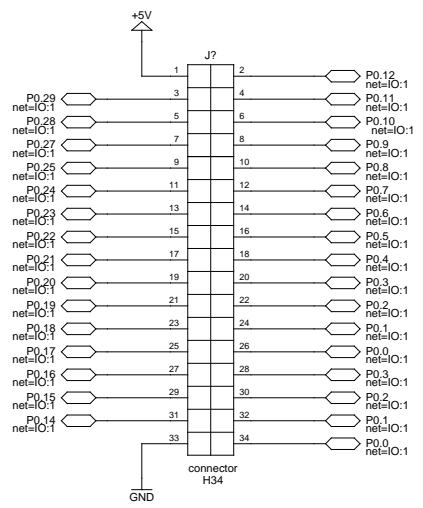 +5V
J?
1 2 P0.12
net=IO:1
P0.29 3 4 P0.11
net=IO:1 net=IO:1
P0.28 5 6 P0.10
net=IO:1 net=IO:1
P0.27 7 8 P0.9
net=IO:1 net=IO:1
P0.25 9 10 P0.8
net=IO:1 net=IO:1
P0.24 11 12 P0.7
net=IO:1 net=IO:1
P0.23 13 14 P0.6
net=IO:1 net=IO:1
P0.22 15 16 P0.5
net=IO:1 net=IO:1
P0.21 17 18 P0.4
net=IO:1 net=IO:1
P0.20 19 20 P0.3
net=IO:1 net=IO:1
P0.19 21 22 P0.2
net=IO:1 net=IO:1
P0.18 23 24 P0.1
net=IO:1 net=IO:1
P0.17 25 26 P0.0
net=IO:1 net=IO:1
P0.16 27 28 P0.3
net=IO:1 net=IO:1
P0.15 29 30 P0.2
net=IO:1 net=IO:1
P0.14 31 32 P0.1
net=IO:1 net=IO:1
33 34 P0.0
net=IO:1
connector
H34
GND